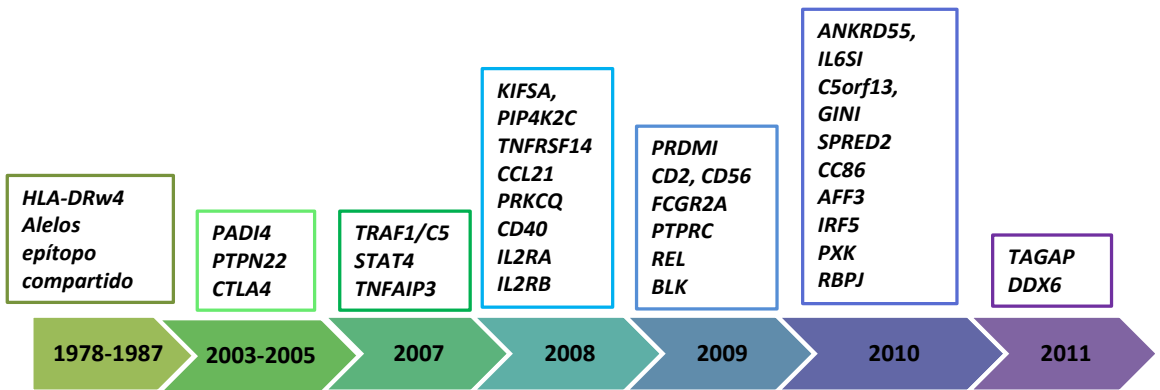 HLA-DRw4
Alelos
epítopo
compartido
PADI4
PTPN22
CTLA4
TRAF1/C5
STAT4
TNFAIP3
KIFSA,
PIP4K2C
TNFRSF14
CCL21
PRKCQ
CD40
IL2RA
IL2RB
PRDMI
CD2, CD56
FCGR2A
PTPRC
REL
BLK
ANKRD55,
IL6SI
C5orf13,
GINI
SPRED2
CC86
AFF3
IRF5
PXK
RBPJ
TAGAP
DDX6
1978-1987
2003-2005
2007
2008
2009
2010
2011